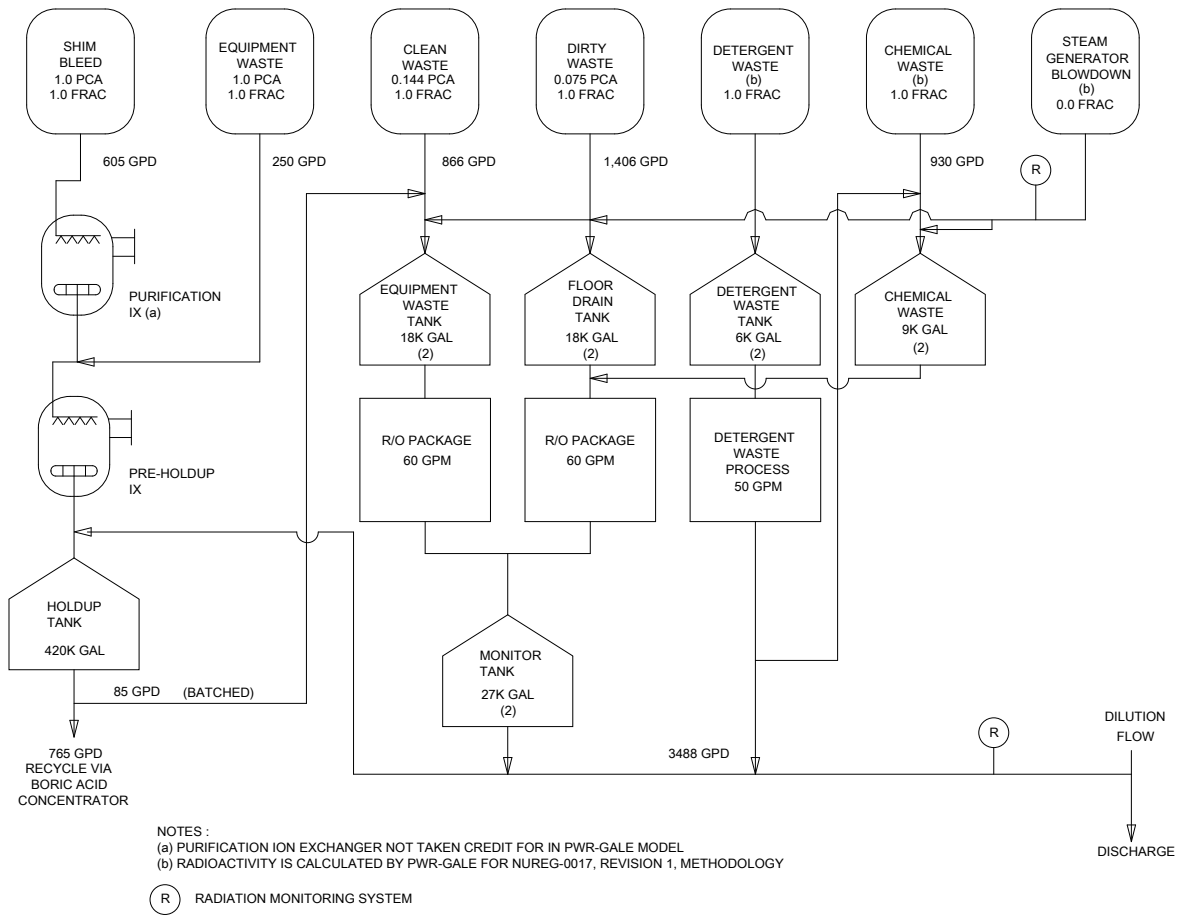 SHIM
BLEED
1.0 PCA
1.0 FRAC
EQUIPMENT
WASTE
1.0 PCA
1.0 FRAC
CLEAN
WASTE
0.144 PCA
1.0 FRAC
DIRTY
WASTE
0.075 PCA
1.0 FRAC
DETERGENT
WASTE
(b)
1.0 FRAC
CHEMICAL
WASTE
(b)
1.0 FRAC
STEAM
GENERATOR
BLOWDOWN
(b)
0.0 FRAC
605 GPD
250 GPD
866 GPD
1,406 GPD
930 GPD
R
PURIFICATION
IX (a)
EQUIPMENT
WASTE
TANK
18K GAL
(2)
FLOOR
DRAIN
TANK
18K GAL
(2)
DETERGENT
WASTE
TANK
6K GAL
(2)
CHEMICAL
WASTE
9K GAL
(2)
PRE-HOLDUP
IX
R/O PACKAGE
60 GPM
R/O PACKAGE
60 GPM
DETERGENT
WASTE
PROCESS
50 GPM
HOLDUP
TANK
420K GAL
MONITOR
TANK
27K GAL
(2)
85 GPD (BATCHED)
765 GPD
RECYCLE VIA
BORIC ACID
CONCENTRATOR
3488 GPD
R
DILUTION
FLOW
DISCHARGE
NOTES :
(a) PURIFICATION ION EXCHANGER NOT TAKEN CREDIT FOR IN PWR-GALE MODEL
(b) RADIOACTIVITY IS CALCULATED BY PWR-GALE FOR NUREG-0017, REVISION 1, METHODOLOGY
R RADIATION MONITORING SYSTEM